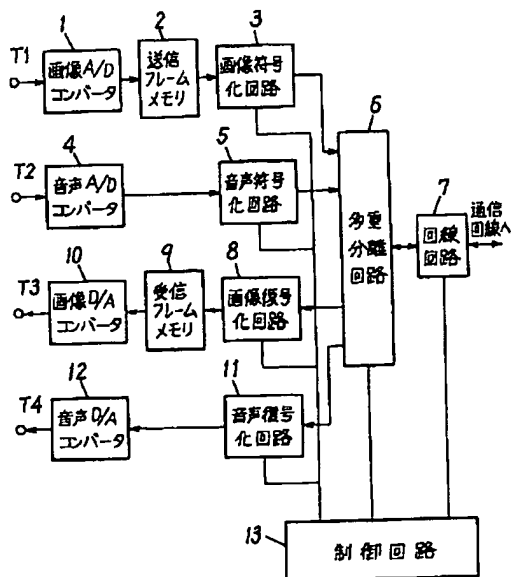 1
2
3
T1
画像A/D
コンバータ
送信
フレーム
メモリ
画像符号
化回路
6
T2
4
音声A/D
コンバータ
5
音声符号
化回路
多重
分離
回路
7
回線
回路
通信
回線へ
T3
10
画像D/A
コンバータ
9
受信
フレーム
メモリ
8
画像復号
化回路
T4
12
音声D/A
コンバータ
11
音声復号
化回路
13
制御回路